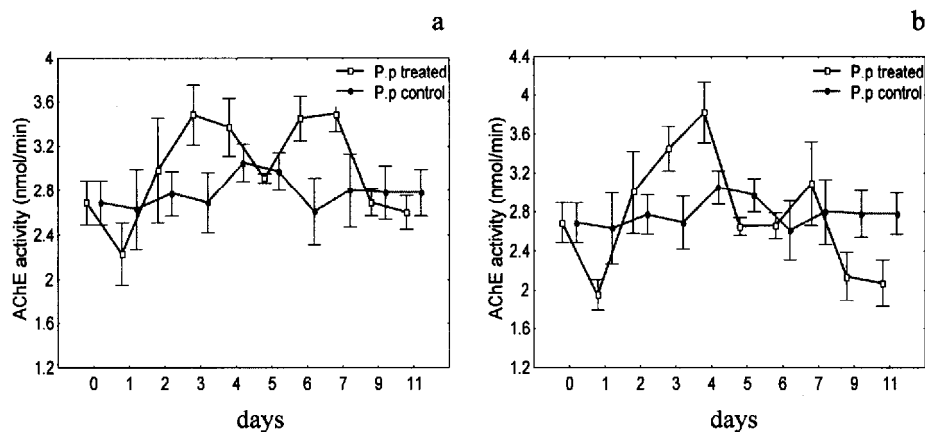 a
4
3.6
3.2
2.8
2.4
2
1.6
1.2
AChE activity (nmol/min)
P.p treated
P.p control
0 1 2 3 4 5 6 7 9 11
days
b
4.4
4
3.6
3.2
2.8
2.4
2
1.6
1.2
AChE activity (nmol/min)
P.p treated
P.p control
0 1 2 3 4 5 6 7 9 11
days